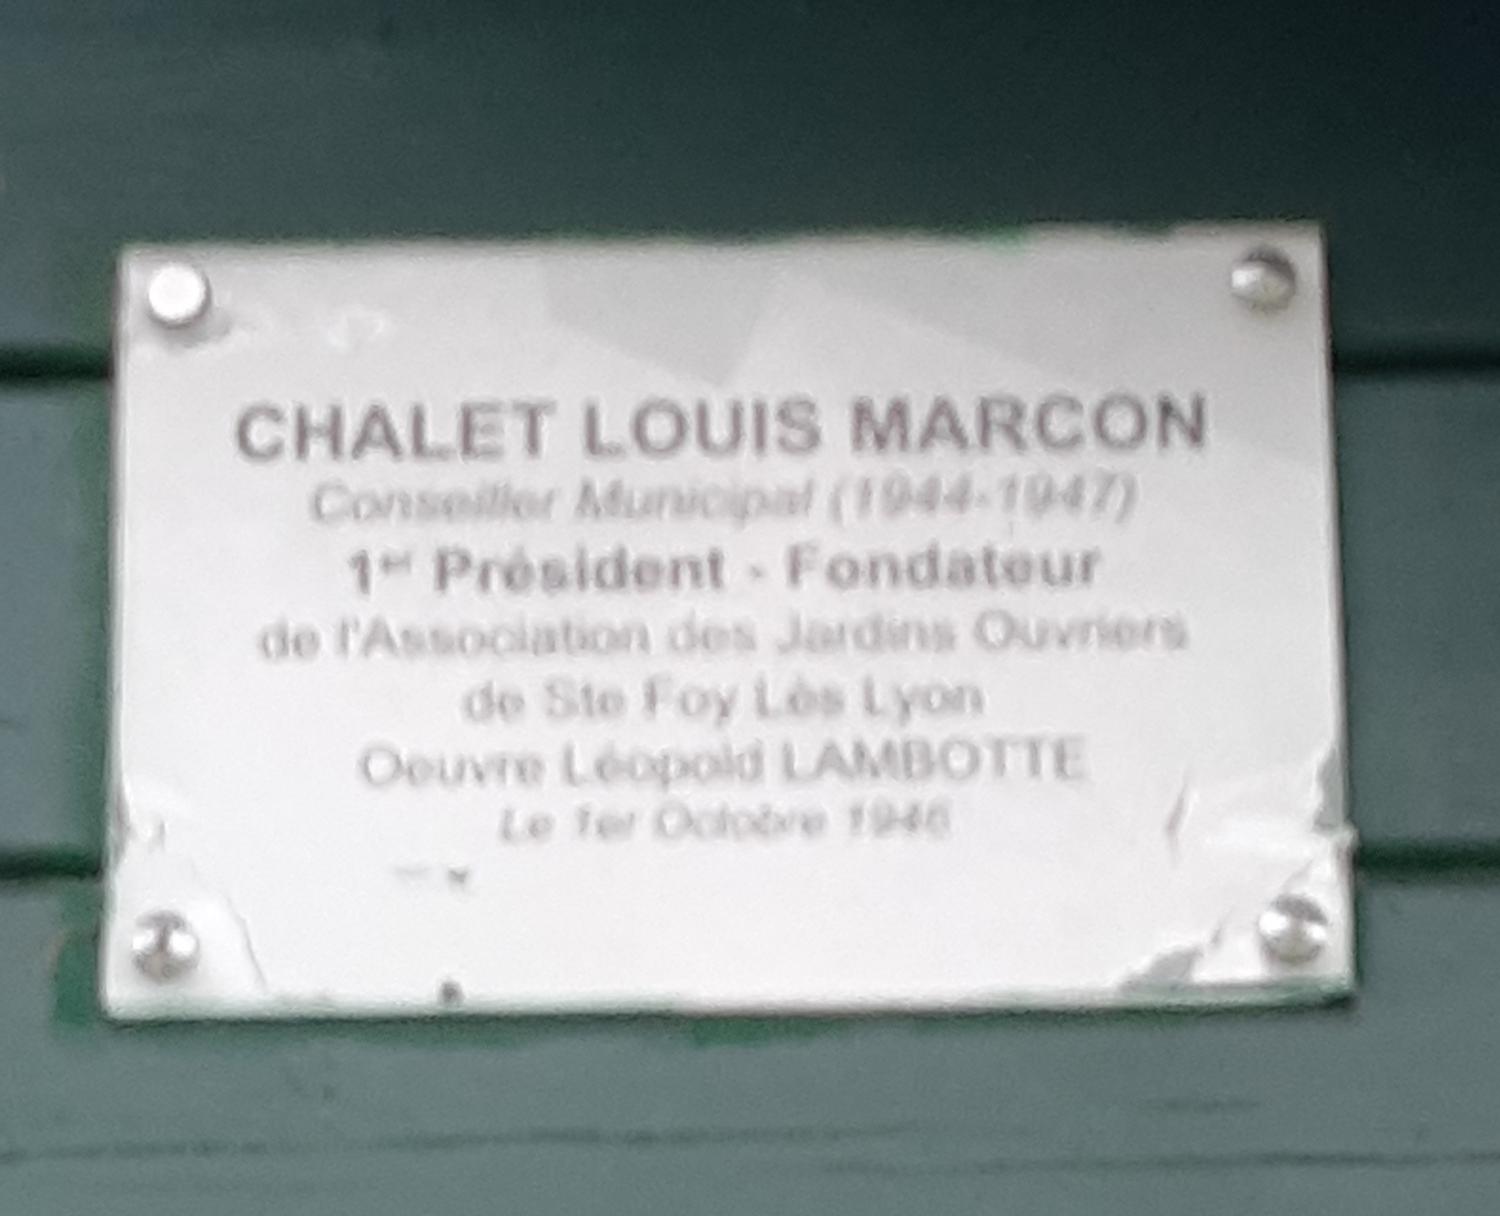 CHALET LOUIS MARCON
Conseiller Municipal (1944-1947)
1er Président - Fondateur
de l'Association des Jardins Ouvriers
de Ste Foy Lès Lyon
Oeuvre Léopold LAMBOTTE
Le 1er Octobre 1946